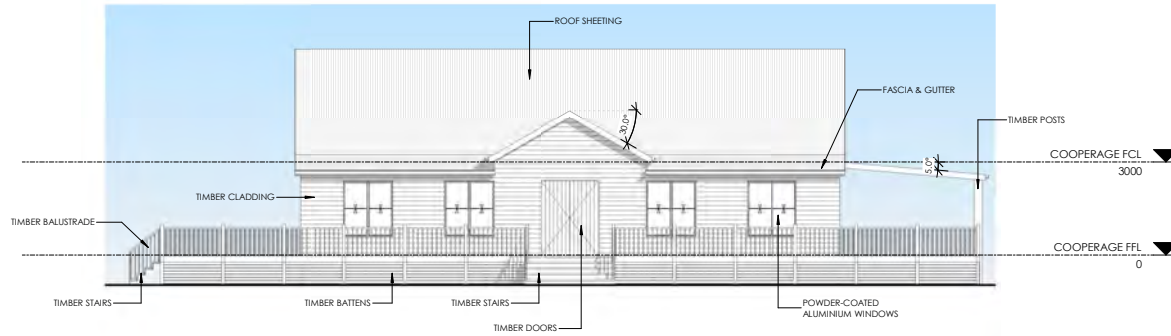 ROOF SHEETING
30.0°
FASCIA & GUTTER
TIMBER POSTS
COOPERAGE FCL
3000
5.0°
TIMBER CLADDING
TIMBER BALUSTRADE
COOPERAGE FFL
0
TIMBER STAIRS
TIMBER BATTENS
TIMBER STAIRS
TIMBER DOORS
POWDER-COATED
ALUMINIUM WINDOWS